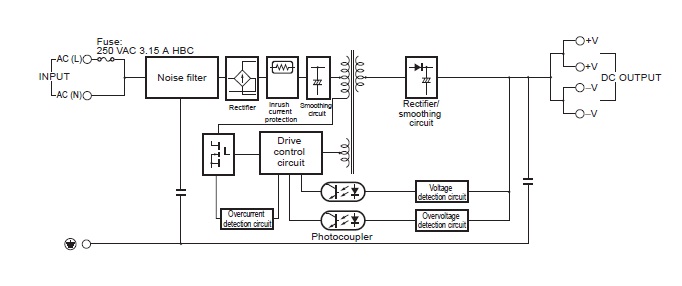 Fuse:
250 VAC 3.15 A HBC
AC (L)
INPUT
AC (N)
Noise filter
Rectifier
Inrush
current
protection
Smoothing
circuit
Rectifier/
smoothing
circuit
+V
+V
DC OUTPUT
–V
–V
Drive
control
circuit
Overcurrent
detection circuit
Voltage
detection circuit
Overvoltage
detection circuit
Photocoupler